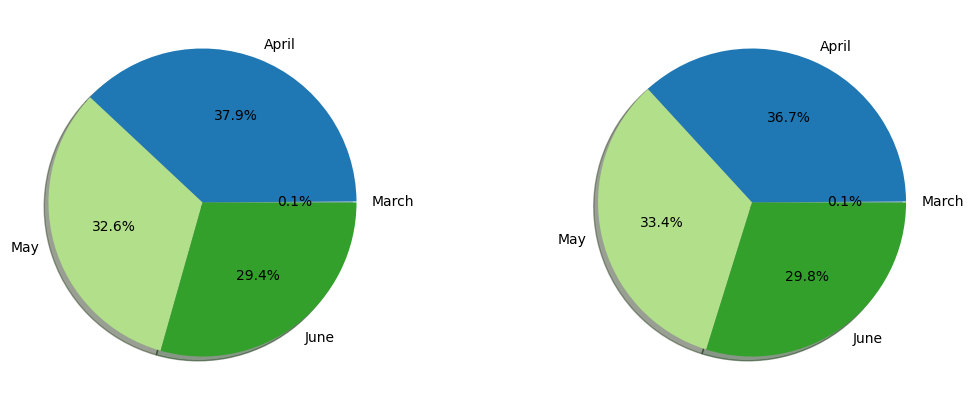 April
37.9%
0.1%
March
32.6%
May
29.4%
June
April
36.7%
0.1%
March
33.4%
May
29.8%
June